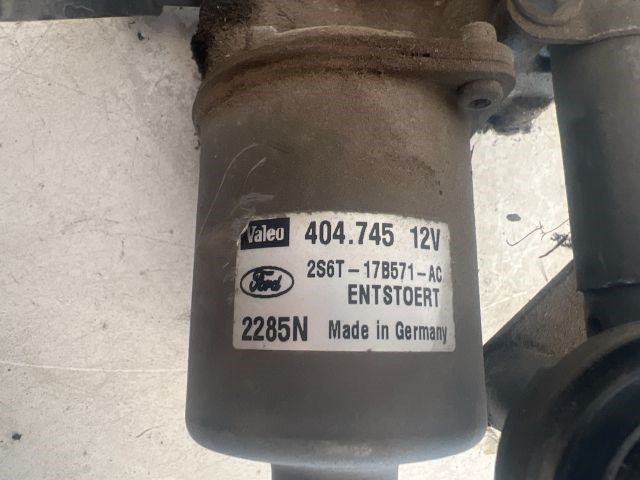 Valeo 404.745 12V
Ford 2S6T-17B571-AC
ENTSTOERT
2285N Made in Germany